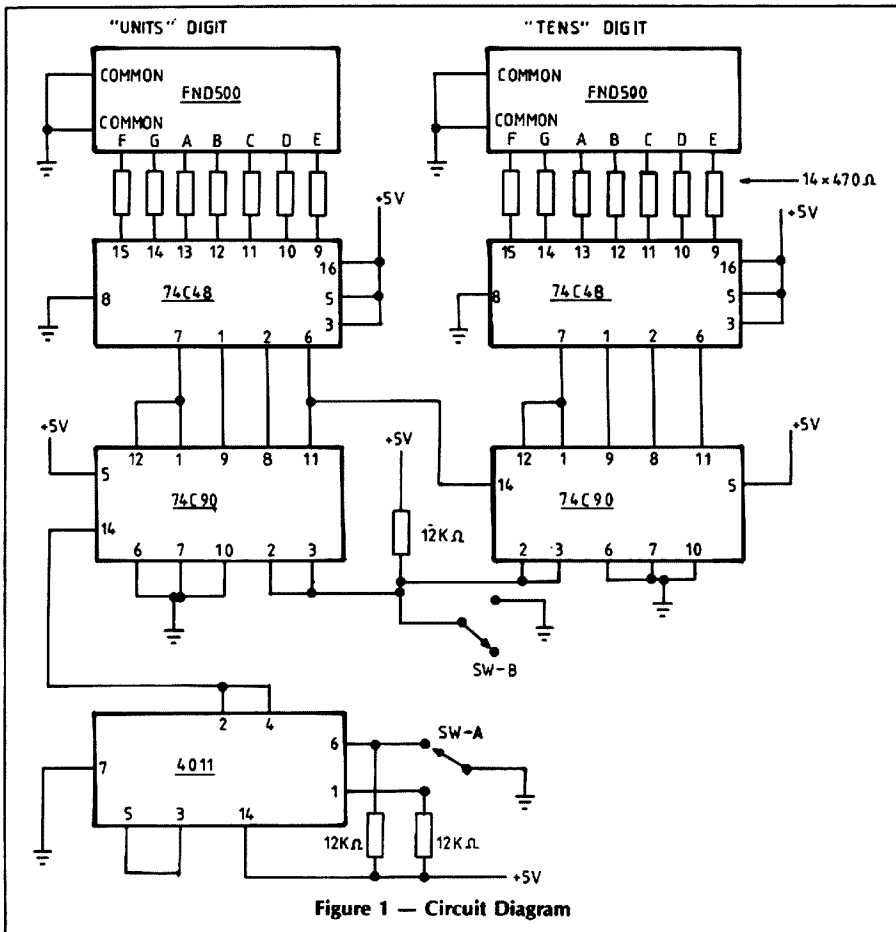 "UNITS" DIGIT "TENS" DIGIT
COMMON COMMON
FND500 FND500
COMMON COMMON
F G A B C D E F G A B C D E
14 × 470 Ω
+5V +5V
15 14 13 12 11 10 9 15 14 13 12 11 10 9
16 16
8 74C48 5 8 74C48 5
3 3
7 1 2 6 7 1 2 6
+5V +5V +5V
12 1 9 8 11 12 1 9 8 11
5 14 5
74C90 12KΩ 74C90
14
6 7 10 2 3 2 3 6 7 10
SW-B
2 4
SW-A
6
7 4011
1
5 3 14
12KΩ 12KΩ
+5V
Figure 1 — Circuit Diagram